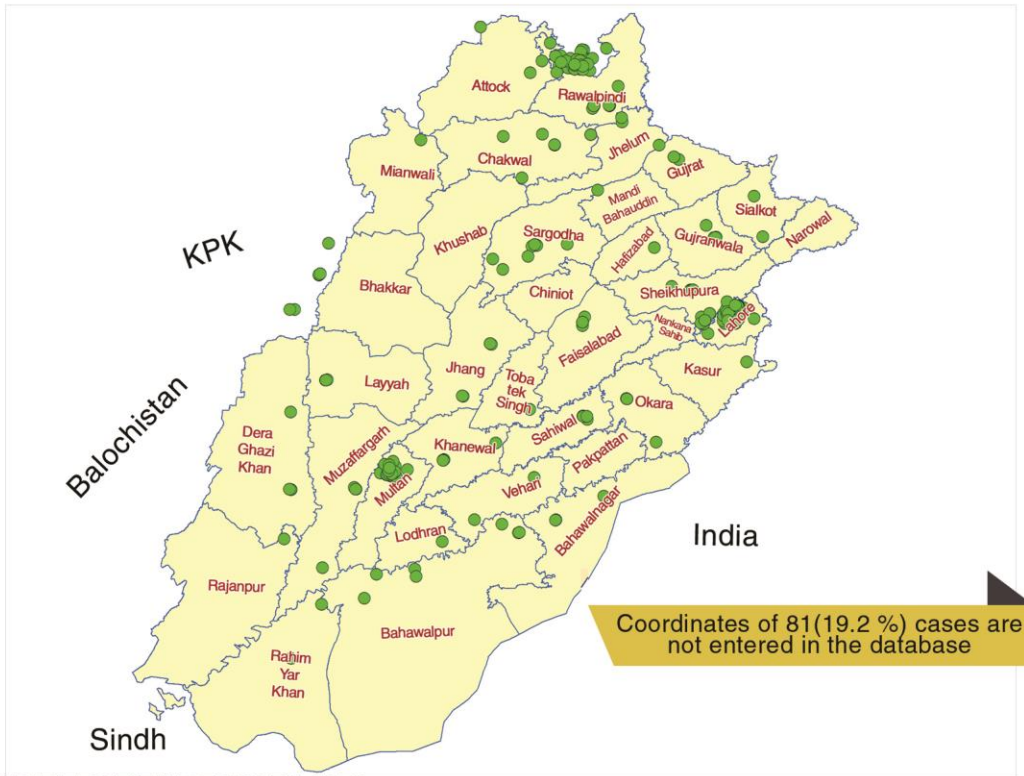 Attock
Rawalpindi
Chakwal
Jhelum
Mianwali
Gujrat
Mandi
Bahauddin
Sialkot
Narowal
Khushab
Sargodha
Hafizabad
Gujranwala
KPK
Bhakkar
Chiniot
Sheikhupura
Nankana
Sahib
Lahore
Faisalabad
Jhang
Toba
tek
Singh
Kasur
Layyah
Okara
Balochistan
Dera
Ghazi
Khan
Muzaffargarh
Multan
Khanewal
Sahiwal
Pakpattan
Vehari
Bahawalnagar
Lodhran
India
Rajanpur
Bahawalpur
Coordinates of 81(19.2 %) cases are
not entered in the database
Rahim
Yar
Khan
Sindh